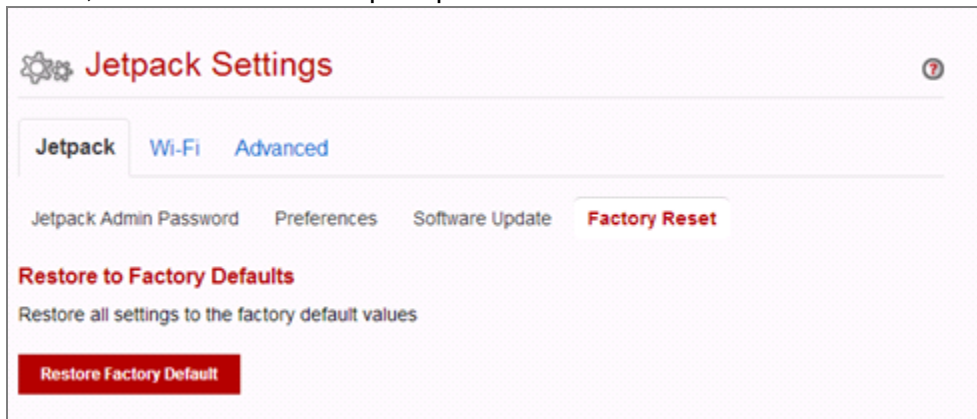 Jetpack Settings
?
Jetpack Wi-Fi Advanced
Jetpack Admin Password Preferences Software Update Factory Reset
Restore to Factory Defaults
Restore all settings to the factory default values
Restore Factory Default